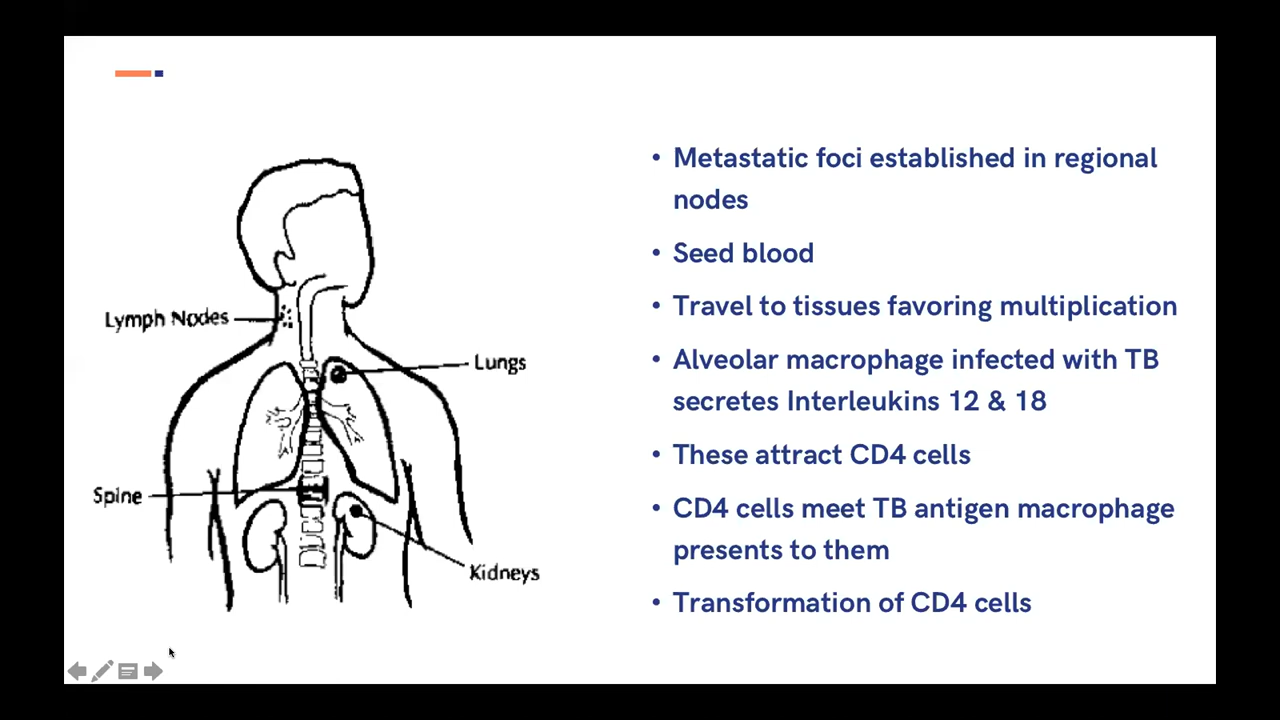 • Metastatic foci established in regional
nodes
• Seed blood
• Travel to tissues favoring multiplication
• Alveolar macrophage infected with TB
secretes Interleukins 12 & 18
• These attract CD4 cells
• CD4 cells meet TB antigen macrophage
presents to them
• Transformation of CD4 cells
Lymph Nodes
Lungs
Spine
Kidneys